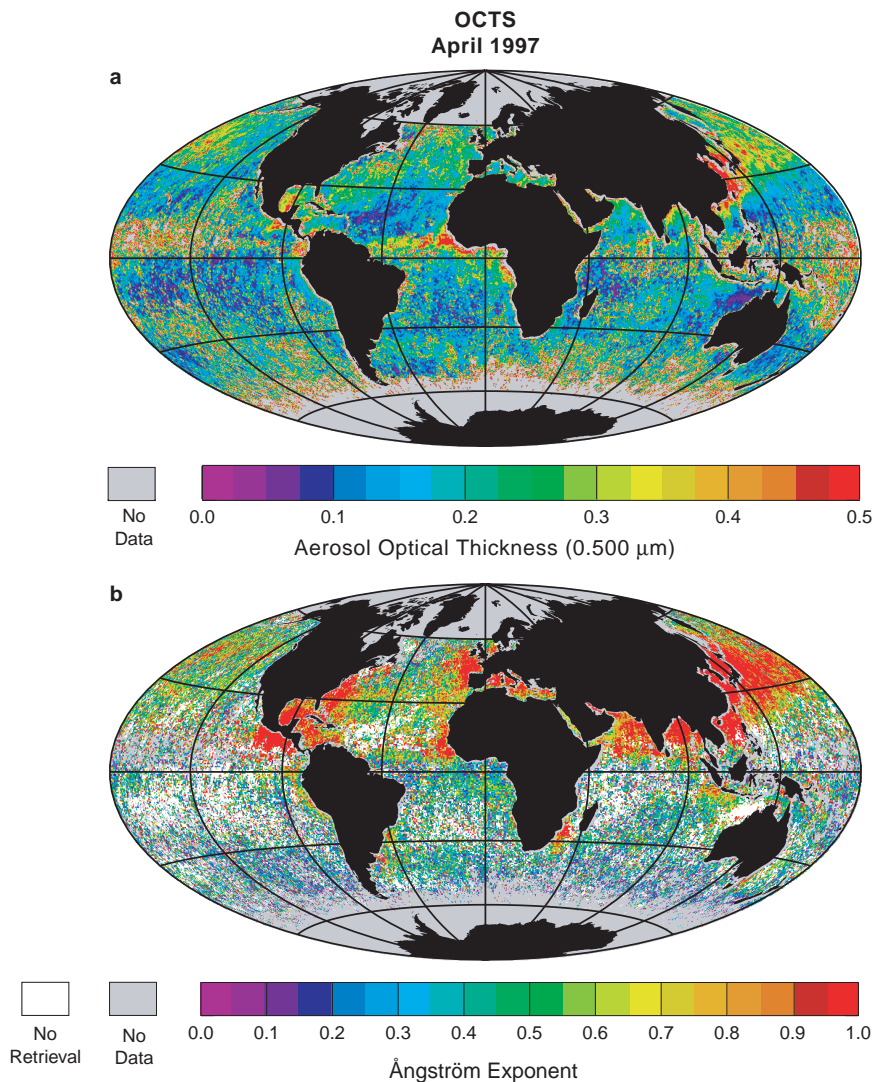 OCTS
April 1997
a
No
Data
0.0 0.1 0.2 0.3 0.4 0.5
Aerosol Optical Thickness (0.500 μm)
b
No
Retrieval
No
Data
0.0 0.1 0.2 0.3 0.4 0.5 0.6 0.7 0.8 0.9 1.0
Ångström Exponent